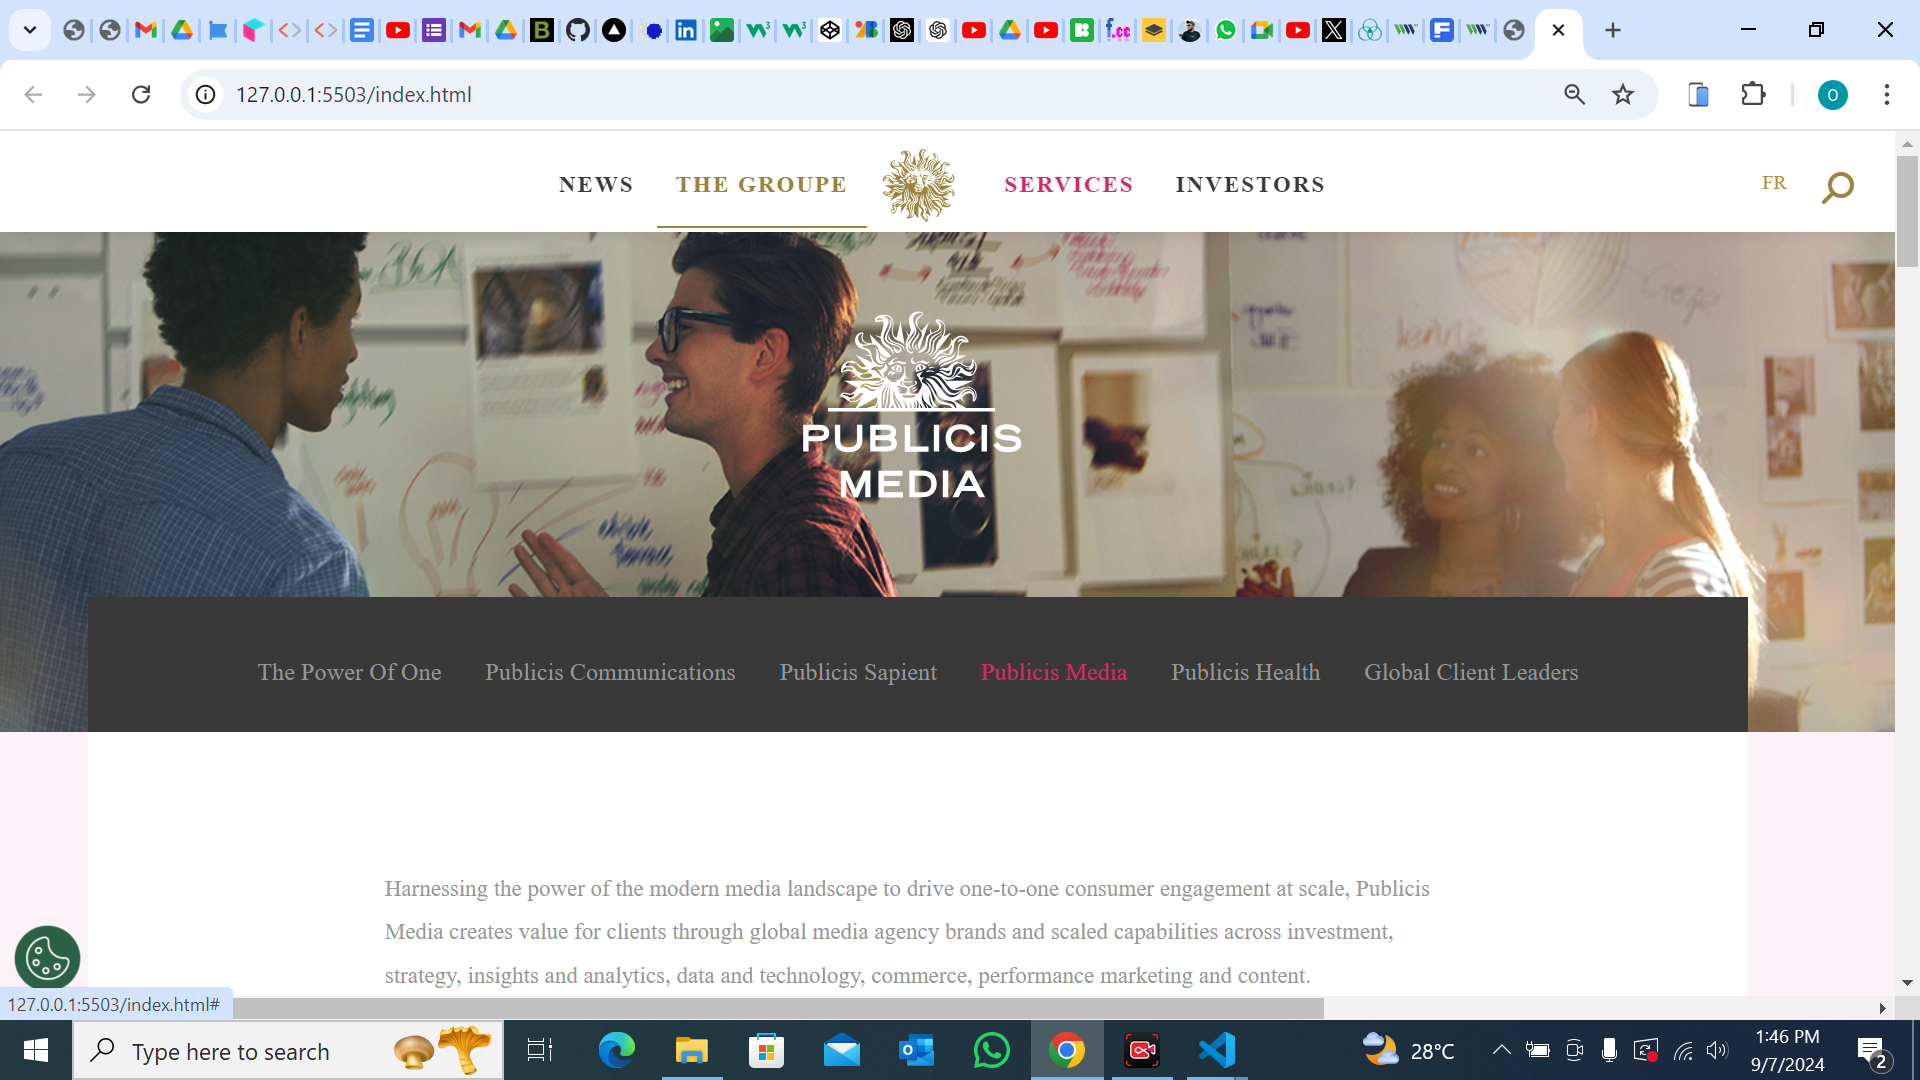 127.0.0.1:5503/index.html
O
NEWS
THE GROUPE
SERVICES
INVESTORS
FR
PUBLICIS
MEDIA
The Power Of One
Publicis Communications
Publicis Sapient
Publicis Media
Publicis Health
Global Client Leaders
Harnessing the power of the modern media landscape to drive one-to-one consumer engagement at scale, Publicis
Media creates value for clients through global media agency brands and scaled capabilities across investment,
strategy, insights and analytics, data and technology, commerce, performance marketing and content.
127.0.0.1:5503/index.html#
Type here to search
28°C
1:46 PM
9/7/2024
2